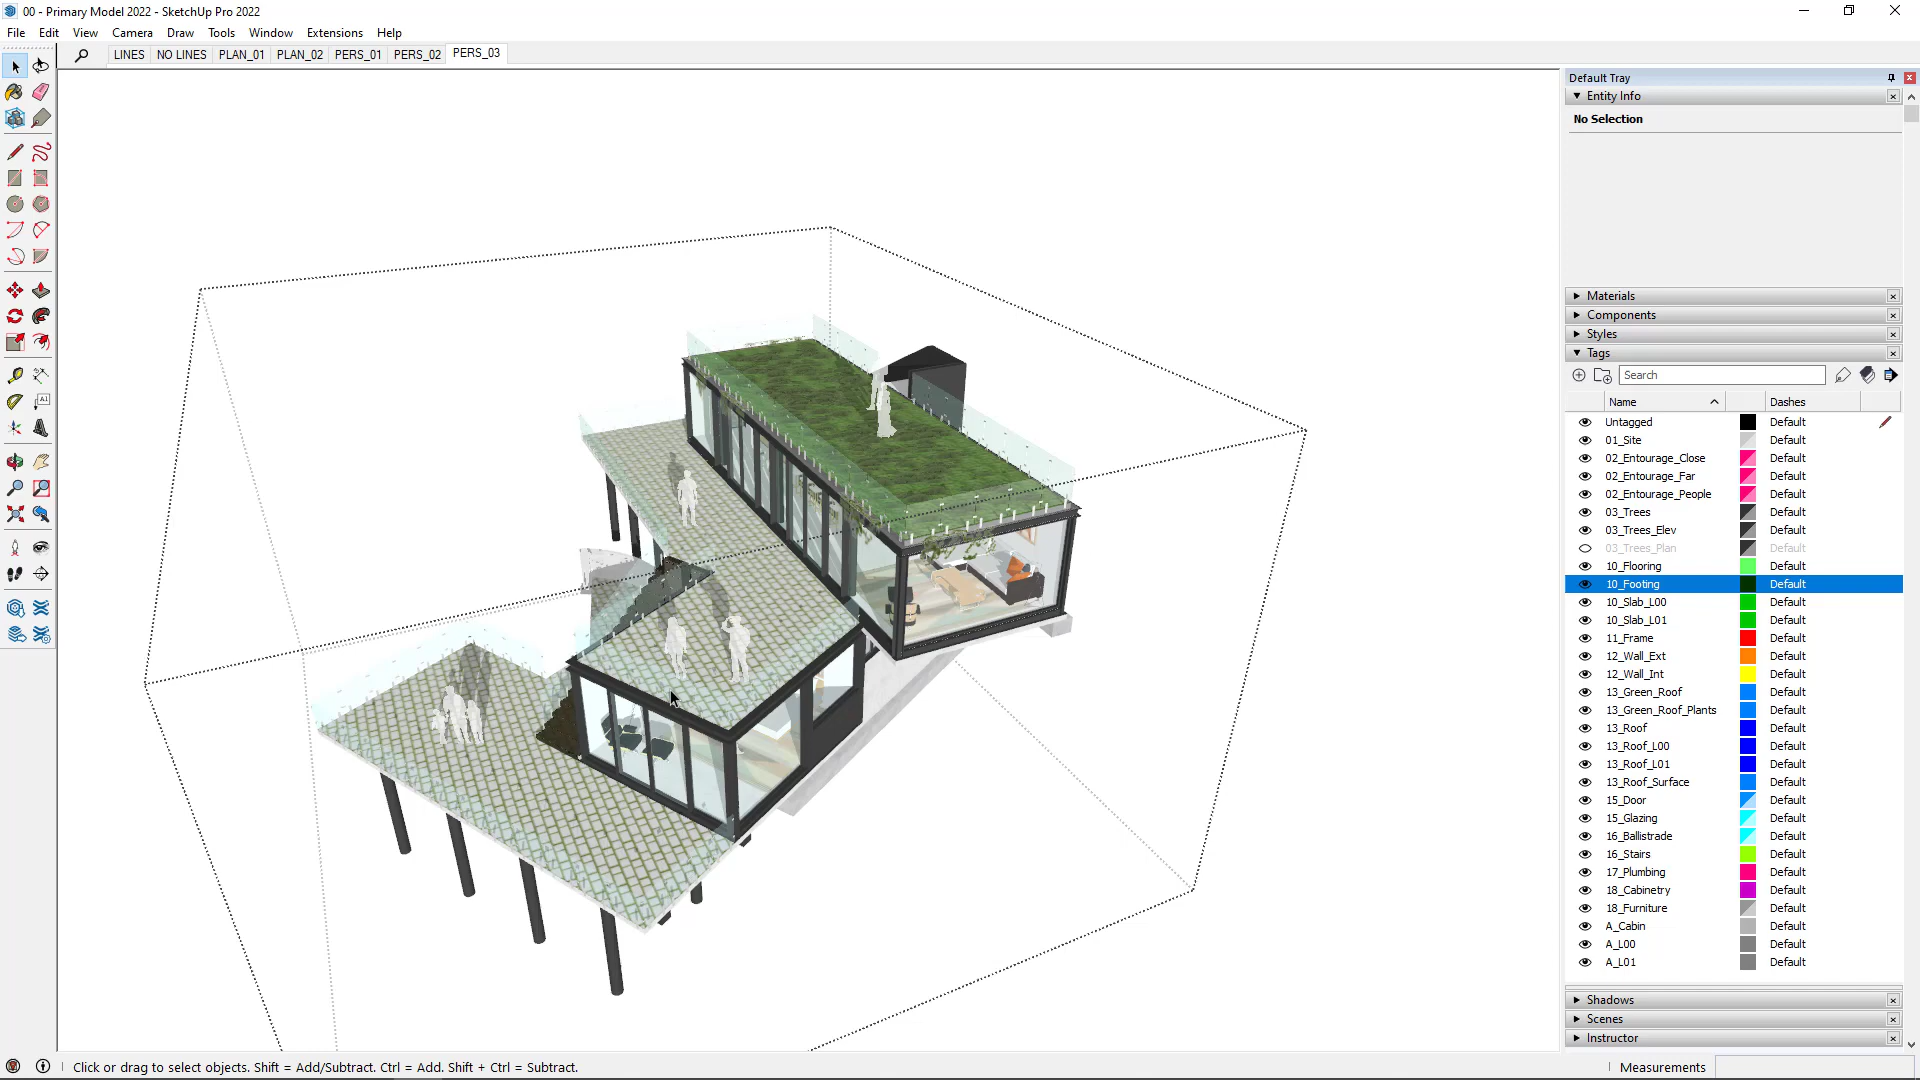 00 - Primary Model 2022 - SketchUp Pro 2022
File Edit View Camera Draw Tools Window Extensions Help
LINES NO LINES PLAN_01 PLAN_02 PERS_01 PERS_02 PERS_03
Default Tray
Entity Info
No Selection
Materials
Components
Styles
Tags
Search
Name Dashes
Untagged Default
01_Site Default
02_Entourage_Close Default
02_Entourage_Far Default
02_Entourage_People Default
03_Trees Default
03_Trees_Elev Default
03_Trees_Plan Default
10_Flooring Default
10_Footing Default
10_Slab_L00 Default
10_Slab_L01 Default
11_Frame Default
12_Wall_Ext Default
12_Wall_Int Default
13_Green_Roof Default
13_Green_Roof_Plants Default
13_Roof Default
13_Roof_L00 Default
13_Roof_L01 Default
13_Roof_Surface Default
15_Door Default
15_Glazing Default
16_Ballistrade Default
16_Stairs Default
17_Plumbing Default
18_Cabinetry Default
18_Furniture Default
A_Cabin Default
A_L00 Default
A_L01 Default
Shadows
Scenes
Instructor
Click or drag to select objects. Shift = Add/Subtract. Ctrl = Add. Shift + Ctrl = Subtract.
Measurements